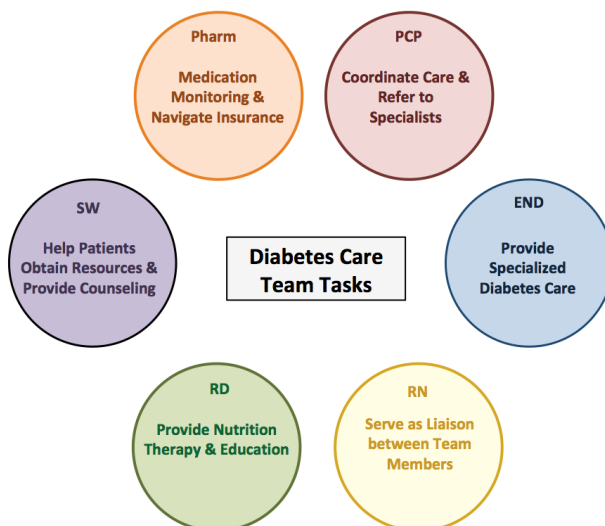 Pharm
Medication
Monitoring &
Navigate Insurance
PCP
Coordinate Care &
Refer to
Specialists
SW
Help Patients
Obtain Resources &
Provide Counseling
Diabetes Care
Team Tasks
END
Provide
Specialized
Diabetes Care
RD
Provide Nutrition
Therapy & Education
RN
Serve as Liaison
between Team
Members